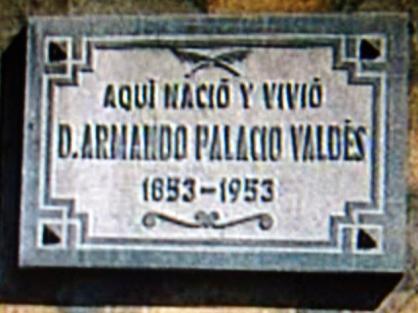 AQUÍ NACIÓ Y VIVIÓ
D. ARMANDO PALACIO VALDÉS
1853-1953